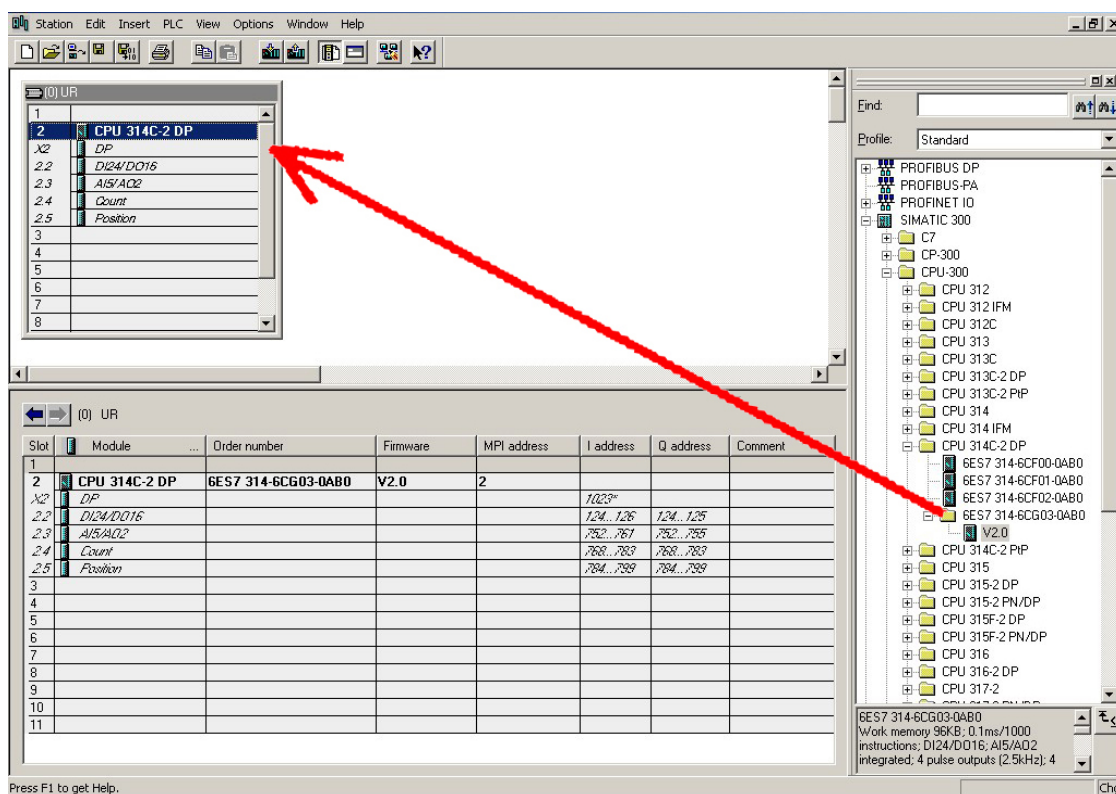 Station Edit Insert PLC View Options Window Help
(0) UR
1
2 CPU 314C-2 DP
X2 DP
2.2 DI24/DO16
2.3 AI5/AO2
2.4 Count
2.5 Position
3
4
5
6
7
8
(0) UR
Slot Module ... Order number Firmware MPI address I address Q address Comment
1
2 CPU 314C-2 DP 6ES7 314-6CG03-0AB0 V2.0 2
X2 DP 1023*
2.2 DI24/DO16 124...126 124...125
2.3 AI5/AO2 752...761 752...755
2.4 Count 768...783 768...783
2.5 Position 784...799 784...799
3
4
5
6
7
8
9
10
11
Find:
Profile: Standard
PROFIBUS DP
PROFIBUS-PA
PROFINET IO
SIMATIC 300
C7
CP-300
CPU-300
CPU 312
CPU 312 IFM
CPU 312C
CPU 313
CPU 313C
CPU 313C-2 DP
CPU 313C-2 PtP
CPU 314
CPU 314 IFM
CPU 314C-2 DP
6ES7 314-6CF00-0AB0
6ES7 314-6CF01-0AB0
6ES7 314-6CF02-0AB0
6ES7 314-6CG03-0AB0
V2.0
CPU 314C-2 PtP
CPU 315
CPU 315-2 DP
CPU 315-2 PN/DP
CPU 315F-2 DP
CPU 315F-2 PN/DP
CPU 316
CPU 316-2 DP
CPU 317-2
6ES7 314-6CG03-0AB0
Work memory 96KB; 0.1ms/1000
instructions; DI24/DO16; AI5/AO2
integrated; 4 pulse outputs (2.5kHz); 4
Press F1 to get Help.